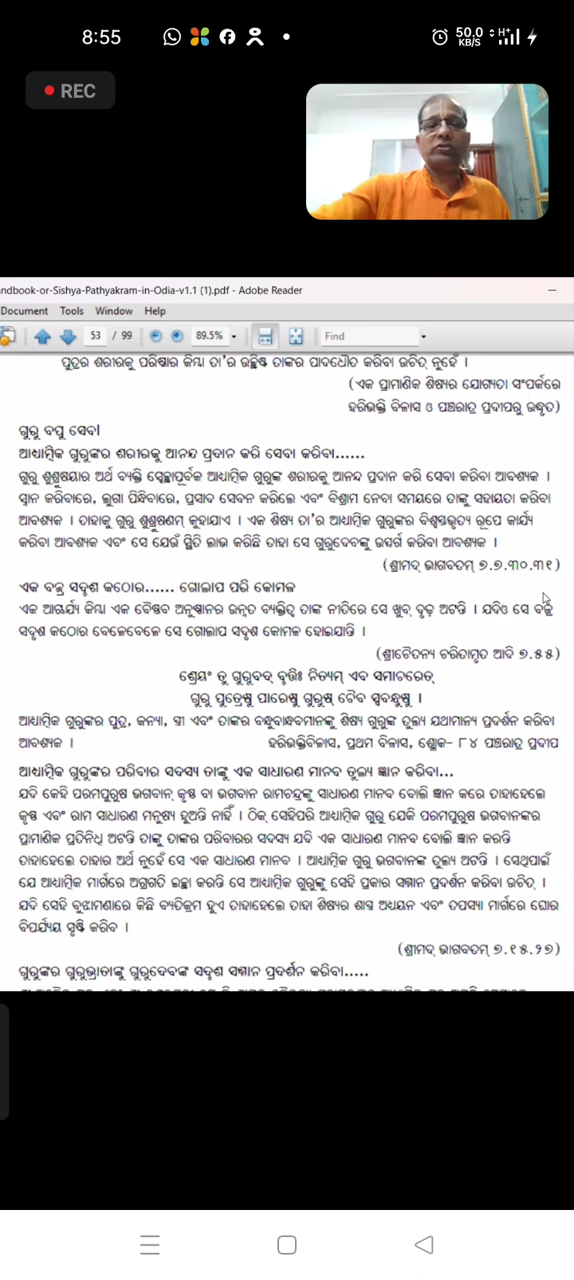 8:55
50.0
KB/S
H+
REC
ndbook-or-Sishya-Pathyakram-in-Odia-v1.1 (1).pdf - Adobe Reader
Document Tools Window Help
53 / 99 89.5% Find
ପୁତ୍ରର ଶରୀରକୁ ପରିଷ୍କାର କିମ୍ବା ତା'ର ଉଚ୍ଛିଷ୍ଟ ତାଙ୍କର ପାଦଧୌତ କରିବା ଉଚିତ୍ ନୁହେଁ ।
(ଏକ ପ୍ରାମାଣିକ ଶିଷ୍ୟର ଯୋଗ୍ୟତା ସଂପର୍କରେ
ହରିଭକ୍ତି ବିଳାସ ଓ ପଞ୍ଚରାତ୍ର ପ୍ରଦୀପରୁ ଉଦ୍ଧୃତ)
ଗୁରୁ ବପୁ ସେବା
ଆଧ୍ୟାତ୍ମିକ ଗୁରୁଙ୍କର ଶରୀରକୁ ଆନନ୍ଦ ପ୍ରଦାନ କରି ସେବା କରିବା......
ଗୁରୁ ଶୁଶ୍ରୁଷୟାର ଅର୍ଥ ବ୍ୟକ୍ତି ସ୍ୱେଚ୍ଛାପୂର୍ବକ ଆଧ୍ୟାତ୍ମିକ ଗୁରୁଙ୍କ ଶରୀରକୁ ଆନନ୍ଦ ପ୍ରଦାନ କରି ସେବା କରିବା ଆବଶ୍ୟକ ।
ସ୍ନାନ କରିବାରେ, ଲୁଗା ପିନ୍ଧିବାରେ, ପ୍ରସାଦ ସେବନ କରିଲେ ଏବଂ ବିଶ୍ରାମ ନେବା ସମୟରେ ତାଙ୍କୁ ସହାୟତା କରିବା
ଆବଶ୍ୟକ । ତାହାକୁ ଗୁରୁ ଶୁଶ୍ରୁଷଣମ୍ କୁହାଯାଏ । ଏକ ଶିଷ୍ୟ ତା'ର ଆଧ୍ୟାତ୍ମିକ ଗୁରୁଙ୍କର ବିଶ୍ୱସ୍ତଭୃତ୍ୟ ରୂପେ କାର୍ଯ୍ୟ
କରିବା ଆବଶ୍ୟକ ଏବଂ ସେ ଯେଉଁ ସ୍ଥିତି ଲାଭ କରିଛି ତାହା ସେ ଗୁରୁଦେବଙ୍କୁ ଉତ୍ସର୍ଗ କରିବା ଆବଶ୍ୟକ ।
(ଶ୍ରୀମଦ୍ ଭାଗବତମ୍ ୭.୭.୩୦.୩୧)
ଏକ ବଜ୍ର ସଦୃଶ କଠୋର...... ଗୋଲାପ ପରି କୋମଳ
ଏକ ଆଶ୍ଚର୍ଯ୍ୟ କିମ୍ବା ଏକ ବୈଷ୍ଣବ ଅନୁଷ୍ଠାନର ଉନ୍ନତ ବ୍ୟକ୍ତିତ୍ୱ ତାଙ୍କ ନୀତିରେ ସେ ଖୁବ୍ ଦୃଢ଼ ଅଟନ୍ତି । ଯଦିଓ ସେ ବଜ୍ର
ସଦୃଶ କଠୋର ବେଳେବେଳେ ସେ ଗୋଲାପ ସଦୃଶ କୋମଳ ହୋଇଯାନ୍ତି ।
(ଶ୍ରୀଚୈତନ୍ୟ ଚରିତାମୃତ ଆଦି ୭.୫୫)
ଶ୍ରେୟଂ ତୁ ଗୁରୁବଦ୍ ବୃତ୍ତିଃ ନିତ୍ୟମ୍ ଏବ ସମାଚରେତ୍
ଗୁରୁ ପୁତ୍ରେଷୁ ପାରେଷୁ ଗୁରୁଷ୍ ଚୈବ ସ୍ୱବନ୍ଧୁଷୁ ।
ଆଧ୍ୟାତ୍ମିକ ଗୁରୁଙ୍କର ପୁତ୍ର, କନ୍ୟା, ସ୍ତ୍ରୀ ଏବଂ ତାଙ୍କର ବନ୍ଧୁବାନ୍ଧବମାନଙ୍କୁ ଶିଷ୍ୟ ଗୁରୁଙ୍କ ତୁଲ୍ୟ ଯଥାମାନ୍ୟ ପ୍ରଦର୍ଶନ କରିବା
ଆବଶ୍ୟକ । ହରିଭକ୍ତିବିଳାସ, ପ୍ରଥମ ବିଳାସ, ଶ୍ଳୋକ- ୮୪ ପଞ୍ଚରାତ୍ର ପ୍ରଦୀପ
ଆଧ୍ୟାତ୍ମିକ ଗୁରୁଙ୍କର ପରିବାର ସଦସ୍ୟ ତାଙ୍କୁ ଏକ ସାଧାରଣ ମାନବ ତୁଲ୍ୟ ଜ୍ଞାନ କରିବା...
ଯଦି କେହି ପରମପୁରୁଷ ଭଗବାନ୍ କୃଷ୍ଣ ବା ଭଗବାନ ରାମଚନ୍ଦ୍ରଙ୍କୁ ସାଧାରଣ ମାନବ ବୋଲି ଜ୍ଞାନ କରେ ତାହାହେଲେ
କୃଷ୍ଣ ଏବଂ ରାମ ସାଧାରଣ ମନୁଷ୍ୟ ହୁଅନ୍ତି ନାହିଁ । ଠିକ୍ ସେହିପରି ଆଧ୍ୟାତ୍ମିକ ଗୁରୁ ଯେକି ପରମପୁରୁଷ ଭଗବାନଙ୍କର
ପ୍ରାମାଣିକ ପ୍ରତିନିଧି ଅଟନ୍ତି ତାଙ୍କୁ ତାଙ୍କର ପରିବାରର ସଦସ୍ୟ ଯଦି ଏକ ସାଧାରଣ ମାନବ ବୋଲି ଜ୍ଞାନ କରନ୍ତି
ତାହାହେଲେ ତାହାର ଅର୍ଥ ନୁହେଁ ସେ ଏକ ସାଧାରଣ ମାନବ । ଆଧ୍ୟାତ୍ମିକ ଗୁରୁ ଭଗବାନଙ୍କ ତୁଲ୍ୟ ଅଟନ୍ତି । ସେଥିପାଇଁ
ଯେ ଆଧ୍ୟାତ୍ମିକ ମାର୍ଗରେ ଅଗ୍ରଗତି ଇଚ୍ଛା କରନ୍ତି ସେ ଆଧ୍ୟାତ୍ମିକ ଗୁରୁଙ୍କୁ ସେହି ପ୍ରକାର ସମ୍ମାନ ପ୍ରଦର୍ଶନ କରିବା ଉଚିତ୍ ।
ଯଦି ସେହି ବୁଝାମଣାରେ କିଛି ବ୍ୟତିକ୍ରମ ହୁଏ ତାହାହେଲେ ତାହା ଶିଷ୍ୟର ଶାସ୍ତ୍ର ଅଧ୍ୟୟନ ଏବଂ ତପସ୍ୟା ମାର୍ଗରେ ଘୋର
ବିପର୍ଯ୍ୟୟ ସୃଷ୍ଟି କରିବ ।
(ଶ୍ରୀମଦ୍ ଭାଗବତମ୍ ୭.୧୫.୨୭)
ଗୁରୁଙ୍କର ଗୁରୁଭ୍ରାତାଙ୍କୁ ଗୁରୁଦେବଙ୍କ ସଦୃଶ ସମ୍ମାନ ପ୍ରଦର୍ଶନ କରିବା.....